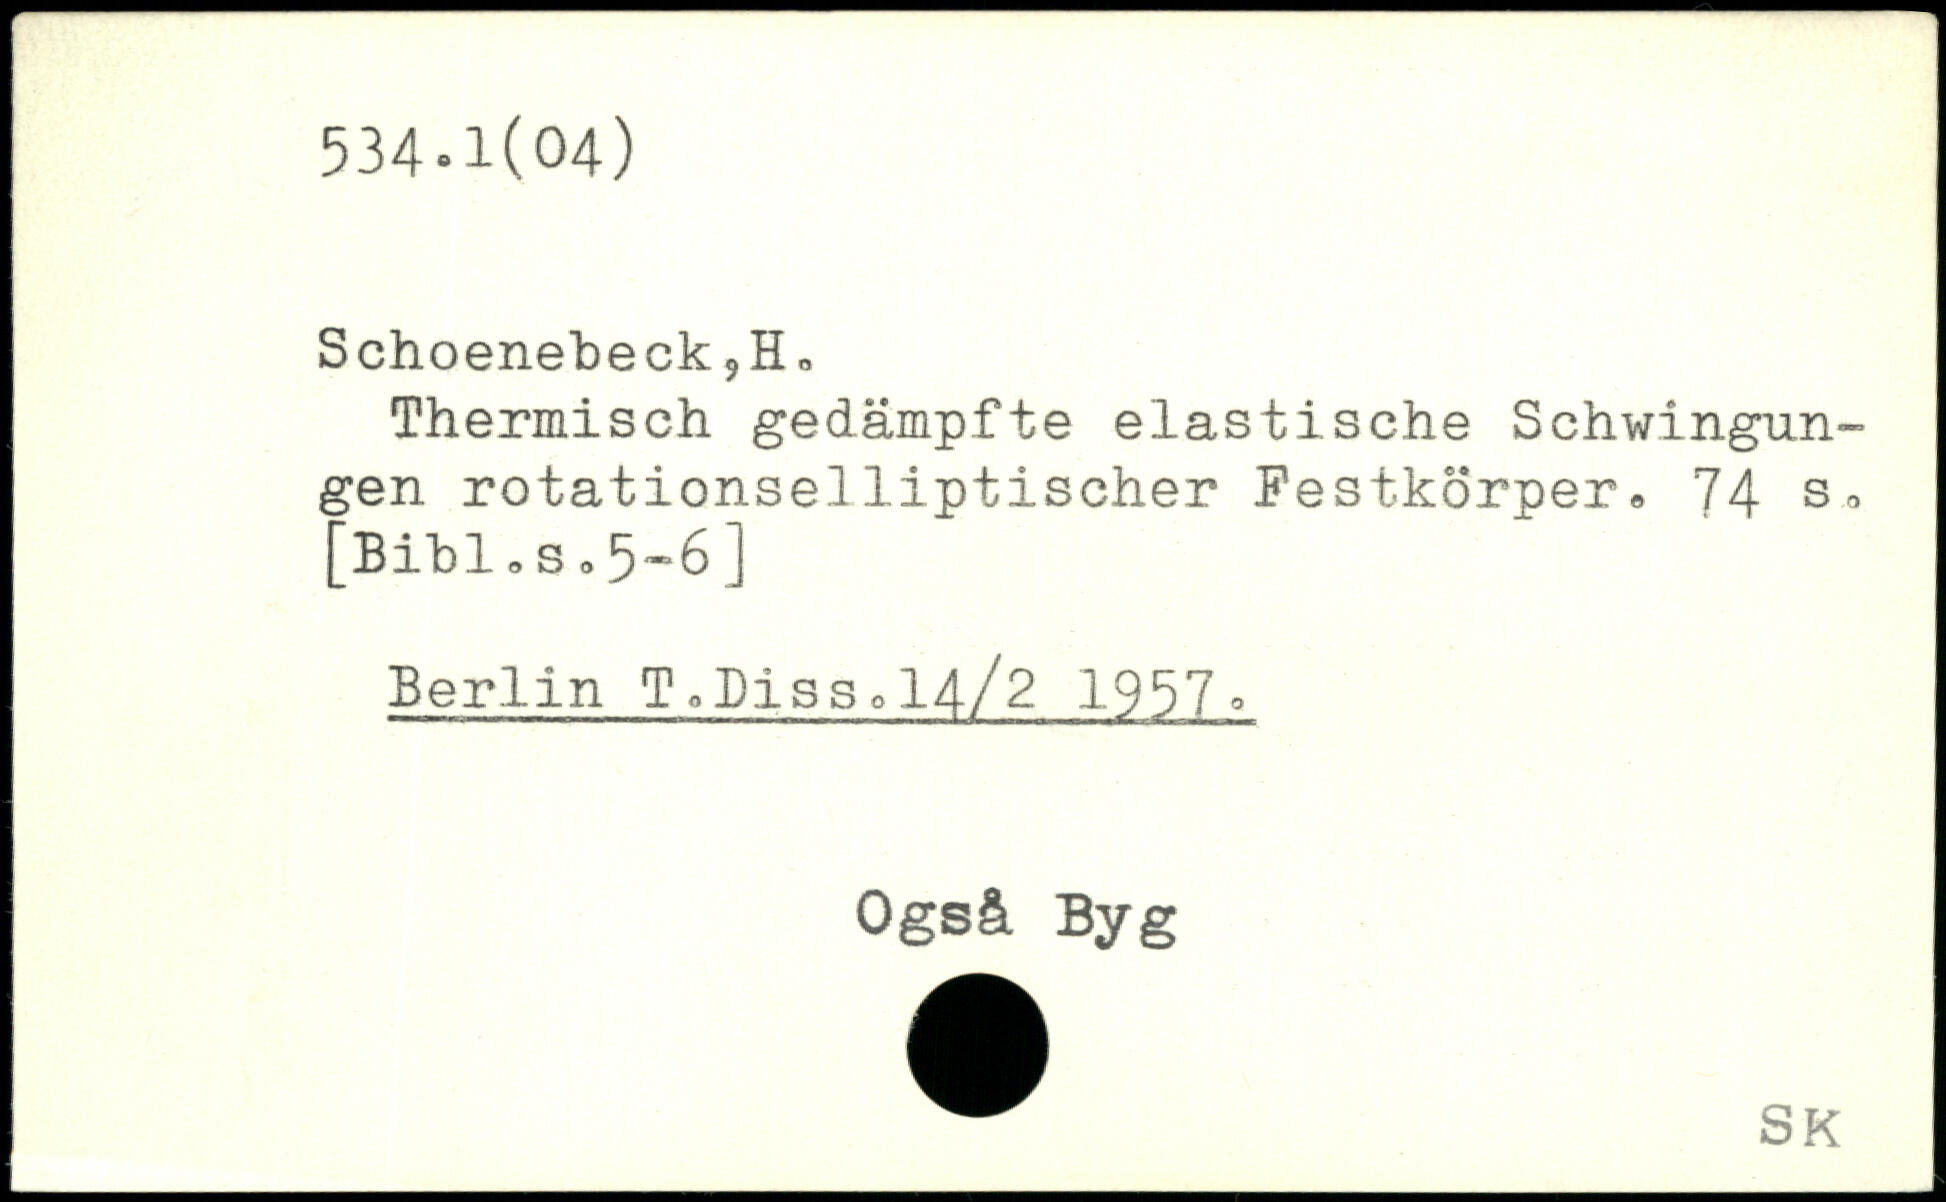 534.1(04)
Schoenebeck,H.
Thermisch gedämpfte elastische Schwingun-
gen rotationselliptischer Festkörper. 74 s.
[Bibl.s.5-6]
Berlin T.Diss.14/2 1957.
Også Byg
SK